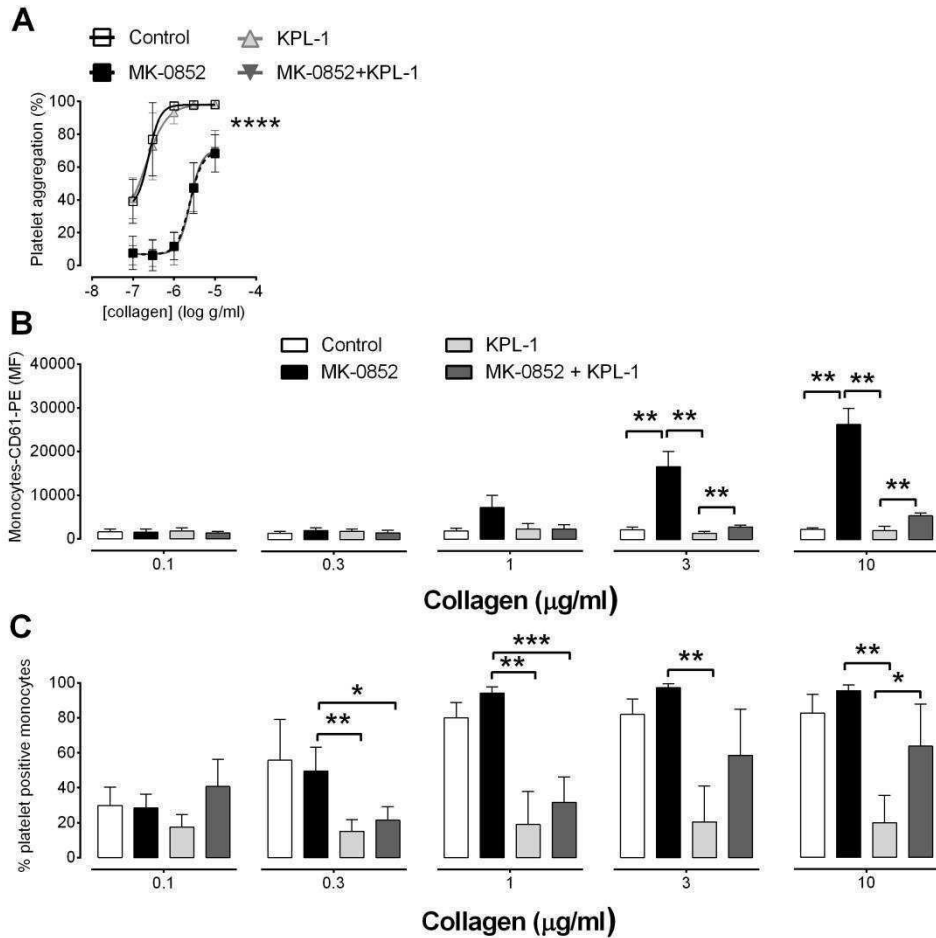 A
Control
KPL-1
MK-0852
MK-0852+KPL-1
Platelet aggregation (%)
100
80
60
40
20
0
****
-8 -7 -6 -5 -4
[collagen] (log g/ml)
B
Control
KPL-1
MK-0852
MK-0852 + KPL-1
Monocytes-CD61-PE (MF)
40000
30000
20000
10000
0
** ** **
** ** **
0.1 0.3 1 3 10
Collagen (μg/ml)
C
% platelet positive monocytes
100
80
60
40
20
0
* **
*** **
**
** *
0.1 0.3 1 3 10
Collagen (μg/ml)